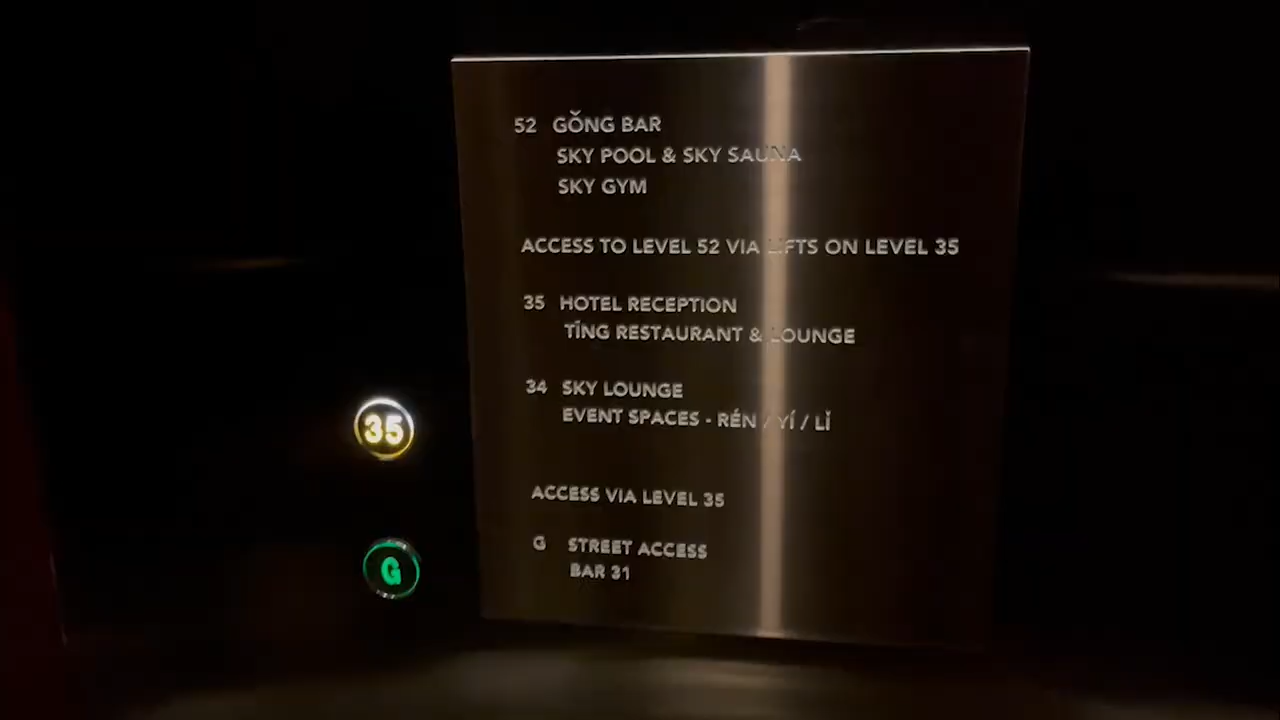 52 GǑNG BAR
SKY POOL & SKY SAUNA
SKY GYM
ACCESS TO LEVEL 52 VIA LIFTS ON LEVEL 35
35 HOTEL RECEPTION
TĪNG RESTAURANT & LOUNGE
34 SKY LOUNGE
EVENT SPACES - RÉN / YÍ / LǏ
ACCESS VIA LEVEL 35
G STREET ACCESS
BAR 31
35
G